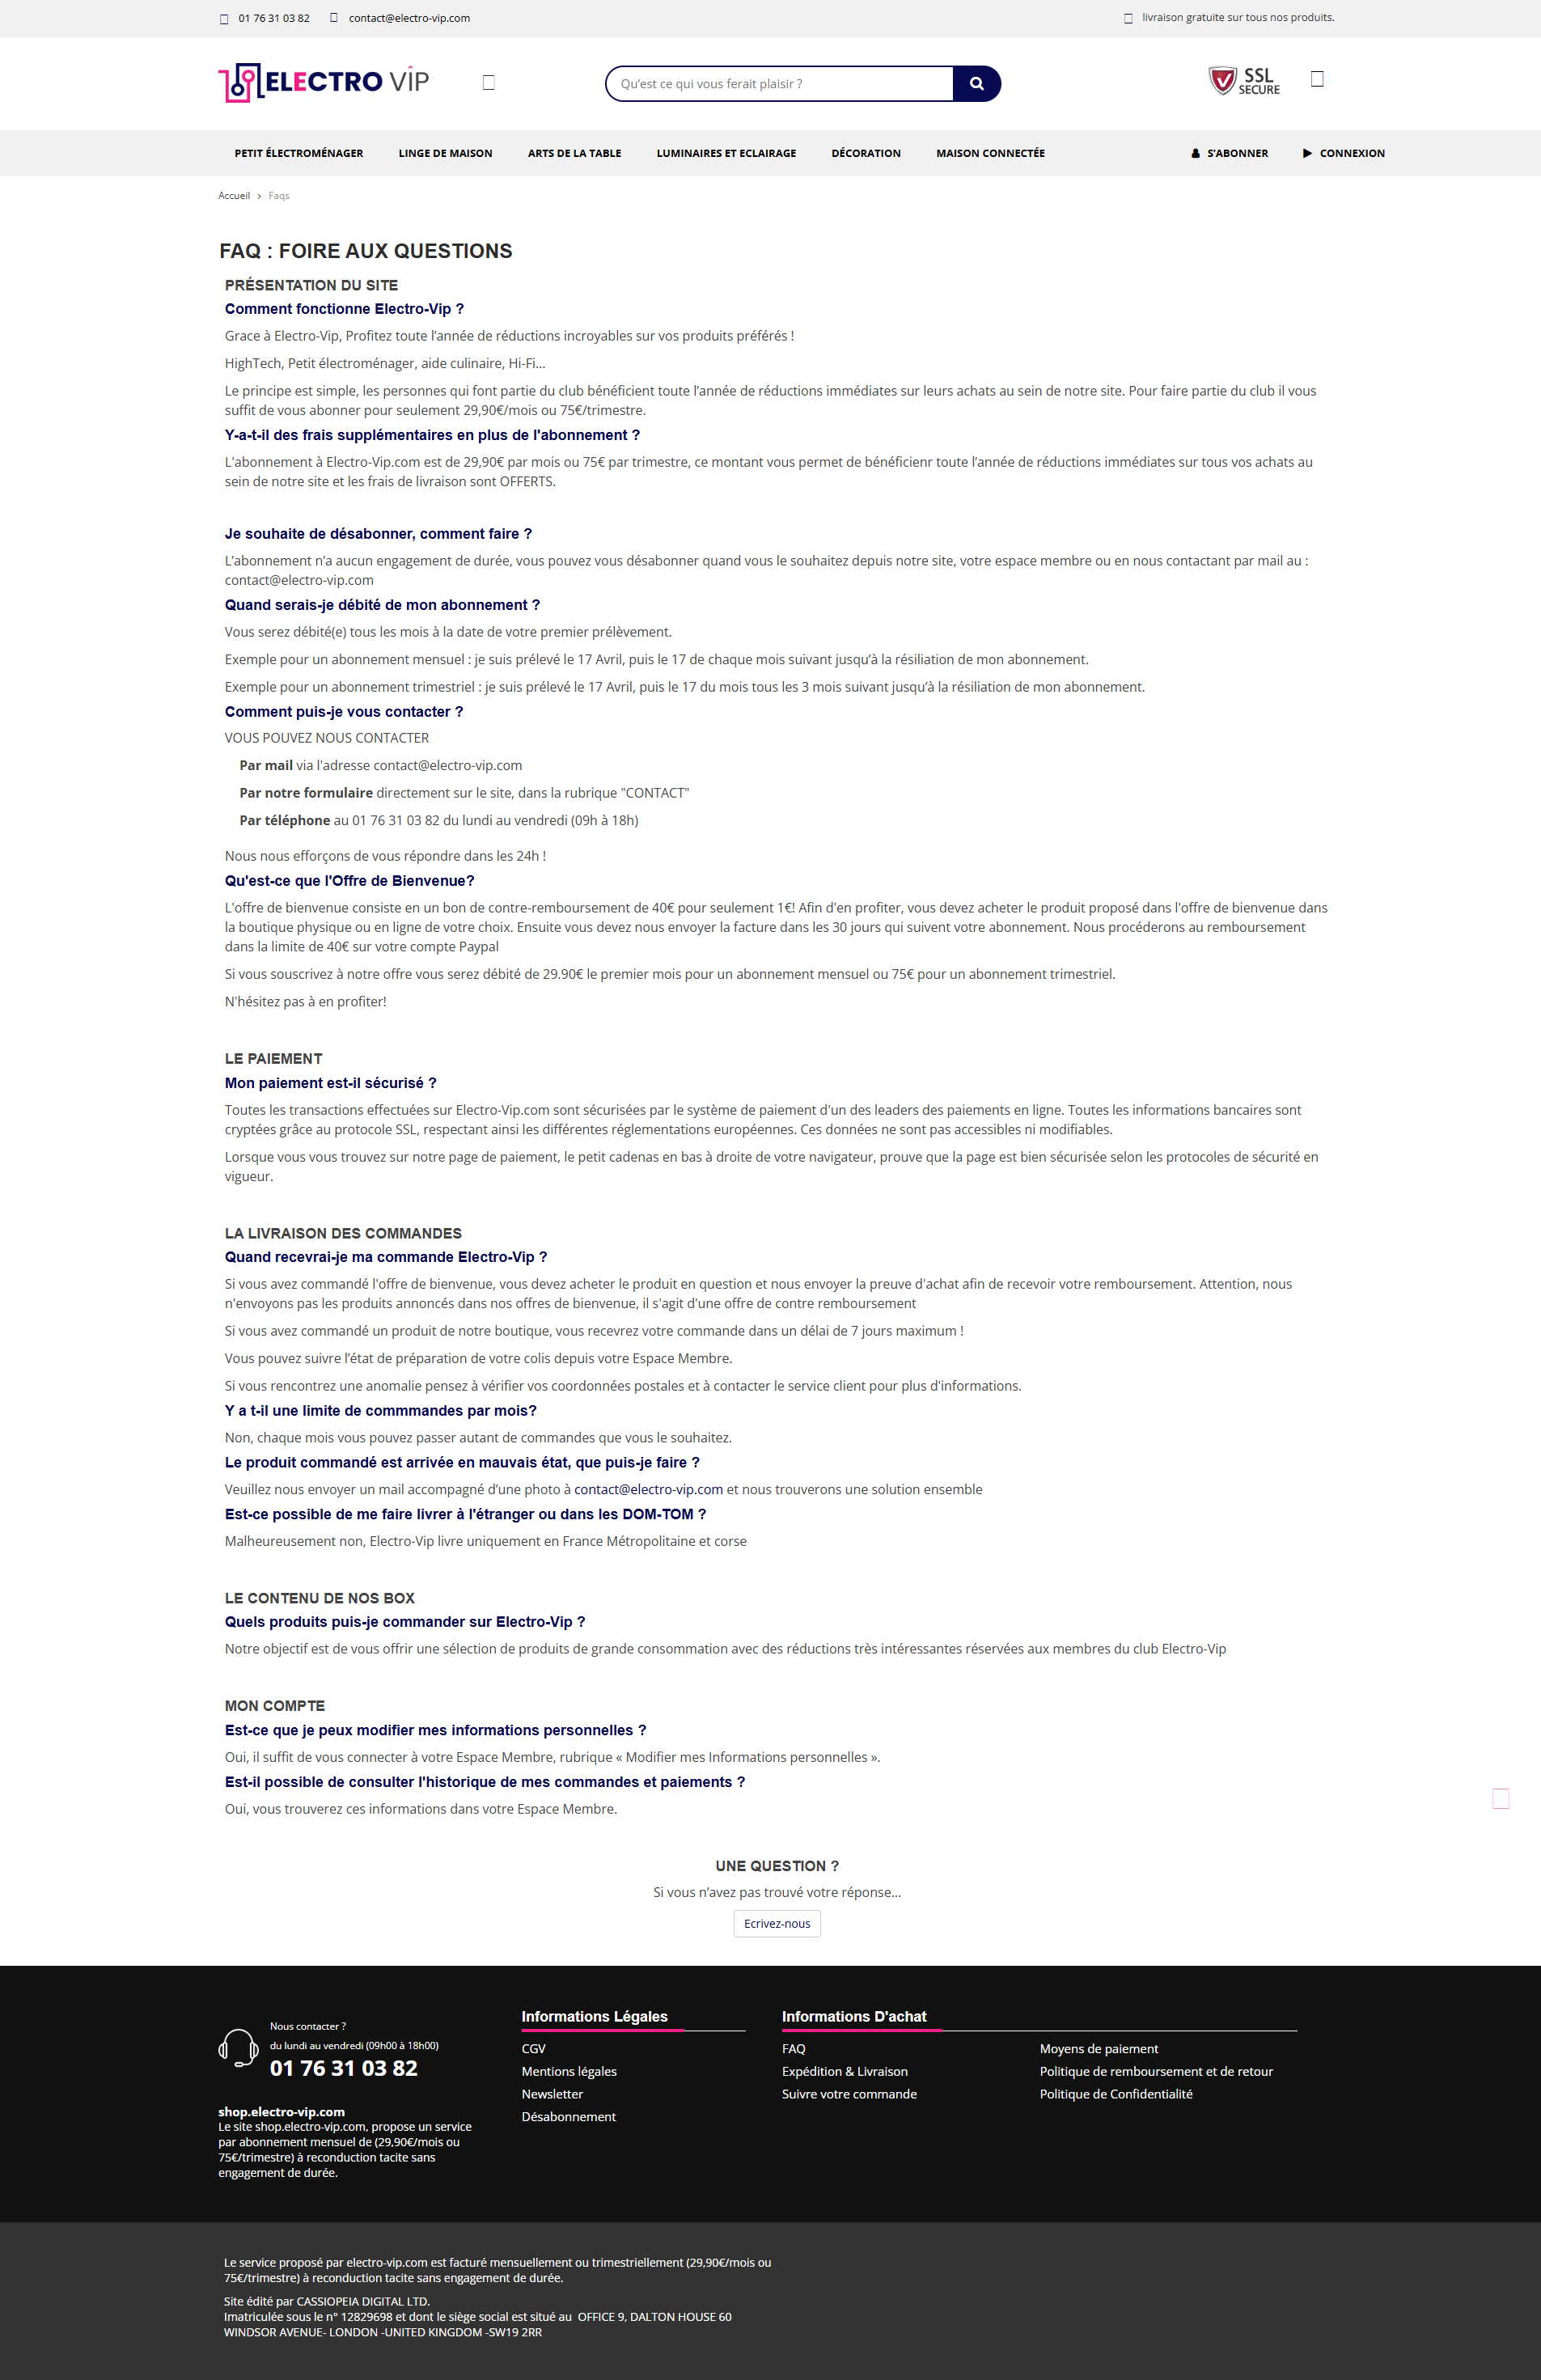 01 76 31 03 82 contact@electro-vip.com livraison gratuite sur tous nos produits.
ELECTRO VIP Qu’est ce qui vous ferait plaisir ? SSL
SECURE
PETIT ÉLECTROMÉNAGER LINGE DE MAISON ARTS DE LA TABLE LUMINAIRES ET ECLAIRAGE DÉCORATION MAISON CONNECTÉE S’ABONNER CONNEXION
Accueil > Faqs
FAQ : FOIRE AUX QUESTIONS
PRÉSENTATION DU SITE
Comment fonctionne Electro-Vip ?
Grace à Electro-Vip, Profitez toute l’année de réductions incroyables sur vos produits préférés !
HighTech, Petit électroménager, aide culinaire, Hi-Fi...
Le principe est simple, les personnes qui font partie du club bénéficient toute l’année de réductions immédiates sur leurs achats au sein de notre site. Pour faire partie du club il vous
suffit de vous abonner pour seulement 29,90€/mois ou 75€/trimestre.
Y-a-t-il des frais supplémentaires en plus de l'abonnement ?
L'abonnement à Electro-Vip.com est de 29,90€ par mois ou 75€ par trimestre, ce montant vous permet de bénéficienr toute l’année de réductions immédiates sur tous vos achats au
sein de notre site et les frais de livraison sont OFFERTS.
Je souhaite de désabonner, comment faire ?
L’abonnement n’a aucun engagement de durée, vous pouvez vous désabonner quand vous le souhaitez depuis notre site, votre espace membre ou en nous contactant par mail au :
contact@electro-vip.com
Quand serais-je débité de mon abonnement ?
Vous serez débité(e) tous les mois à la date de votre premier prélèvement.
Exemple pour un abonnement mensuel : je suis prélevé le 17 Avril, puis le 17 de chaque mois suivant jusqu’à la résiliation de mon abonnement.
Exemple pour un abonnement trimestriel : je suis prélevé le 17 Avril, puis le 17 du mois tous les 3 mois suivant jusqu’à la résiliation de mon abonnement.
Comment puis-je vous contacter ?
VOUS POUVEZ NOUS CONTACTER
Par mail via l'adresse contact@electro-vip.com
Par notre formulaire directement sur le site, dans la rubrique "CONTACT"
Par téléphone au 01 76 31 03 82 du lundi au vendredi (09h à 18h)
Nous nous efforçons de vous répondre dans les 24h !
Qu'est-ce que l'Offre de Bienvenue?
L'offre de bienvenue consiste en un bon de contre-remboursement de 40€ pour seulement 1€! Afin d'en profiter, vous devez acheter le produit proposé dans l'offre de bienvenue dans
la boutique physique ou en ligne de votre choix. Ensuite vous devez nous envoyer la facture dans les 30 jours qui suivent votre abonnement. Nous procéderons au remboursement
dans la limite de 40€ sur votre compte Paypal
Si vous souscrivez à notre offre vous serez débité de 29.90€ le premier mois pour un abonnement mensuel ou 75€ pour un abonnement trimestriel.
N'hésitez pas à en profiter!
LE PAIEMENT
Mon paiement est-il sécurisé ?
Toutes les transactions effectuées sur Electro-Vip.com sont sécurisées par le système de paiement d'un des leaders des paiements en ligne. Toutes les informations bancaires sont
cryptées grâce au protocole SSL, respectant ainsi les différentes réglementations européennes. Ces données ne sont pas accessibles ni modifiables.
Lorsque vous vous trouvez sur notre page de paiement, le petit cadenas en bas à droite de votre navigateur, prouve que la page est bien sécurisée selon les protocoles de sécurité en
vigueur.
LA LIVRAISON DES COMMANDES
Quand recevrai-je ma commande Electro-Vip ?
Si vous avez commandé l'offre de bienvenue, vous devez acheter le produit en question et nous envoyer la preuve d'achat afin de recevoir votre remboursement. Attention, nous
n'envoyons pas les produits annoncés dans nos offres de bienvenue, il s'agit d'une offre de contre remboursement
Si vous avez commandé un produit de notre boutique, vous recevrez votre commande dans un délai de 7 jours maximum !
Vous pouvez suivre l’état de préparation de votre colis depuis votre Espace Membre.
Si vous rencontrez une anomalie pensez à vérifier vos coordonnées postales et à contacter le service client pour plus d'informations.
Y a t-il une limite de commmandes par mois?
Non, chaque mois vous pouvez passer autant de commandes que vous le souhaitez.
Le produit commandé est arrivée en mauvais état, que puis-je faire ?
Veuillez nous envoyer un mail accompagné d’une photo à contact@electro-vip.com et nous trouverons une solution ensemble
Est-ce possible de me faire livrer à l'étranger ou dans les DOM-TOM ?
Malheureusement non, Electro-Vip livre uniquement en France Métropolitaine et corse
LE CONTENU DE NOS BOX
Quels produits puis-je commander sur Electro-Vip ?
Notre objectif est de vous offrir une sélection de produits de grande consommation avec des réductions très intéressantes réservées aux membres du club Electro-Vip
MON COMPTE
Est-ce que je peux modifier mes informations personnelles ?
Oui, il suffit de vous connecter à votre Espace Membre, rubrique « Modifier mes Informations personnelles ».
Est-il possible de consulter l'historique de mes commandes et paiements ?
Oui, vous trouverez ces informations dans votre Espace Membre.
UNE QUESTION ?
Si vous n’avez pas trouvé votre réponse...
Ecrivez-nous
Nous contacter ?
du lundi au vendredi (09h00 à 18h00)
01 76 31 03 82
shop.electro-vip.com
Le site shop.electro-vip.com, propose un service
par abonnement mensuel de (29,90€/mois ou
75€/trimestre) à reconduction tacite sans
engagement de durée.
Informations Légales
CGV
Mentions légales
Newsletter
Désabonnement
Informations D'achat
FAQ
Expédition & Livraison
Suivre votre commande
Moyens de paiement
Politique de remboursement et de retour
Politique de Confidentialité
Le service proposé par electro-vip.com est facturé mensuellement ou trimestriellement (29,90€/mois ou
75€/trimestre) à reconduction tacite sans engagement de durée.
Site édité par CASSIOPEIA DIGITAL LTD.
Imatriculée sous le n° 12829698 et dont le siège social est situé au OFFICE 9, DALTON HOUSE 60
WINDSOR AVENUE- LONDON -UNITED KINGDOM -SW19 2RR